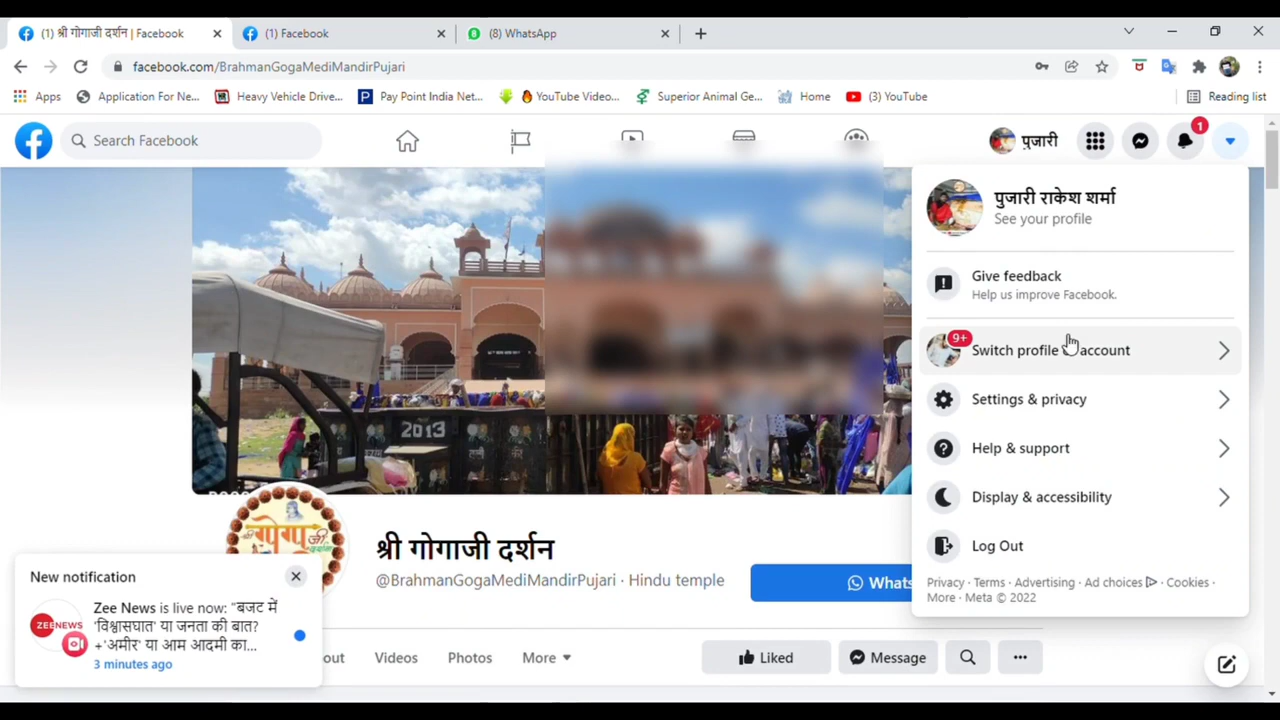 (1) श्री गोगाजी दर्शन | Facebook
(1) Facebook
(8) WhatsApp
facebook.com/BrahmanGogaMediMandirPujari
Apps
Application For Ne...
Heavy Vehicle Drive...
Pay Point India Net...
YouTube Video...
Superior Animal Ge...
Home
(3) YouTube
Reading list
Search Facebook
पुजारी
1
पुजारी राकेश शर्मा
See your profile
Give feedback
Help us improve Facebook.
9+
Switch profile account
Settings & privacy
Help & support
Display & accessibility
Log Out
Privacy · Terms · Advertising · Ad choices · Cookies ·
More · Meta © 2022
2013
श्री गोगाजी दर्शन
@BrahmanGogaMediMandirPujari · Hindu temple
New notification
ZEE NEWS
Zee News is live now: "बजट में
'विश्वासघात' या जनता की बात?
+'अमीर' या आम आदमी का...
3 minutes ago
Videos
Photos
More
Liked
Message
...